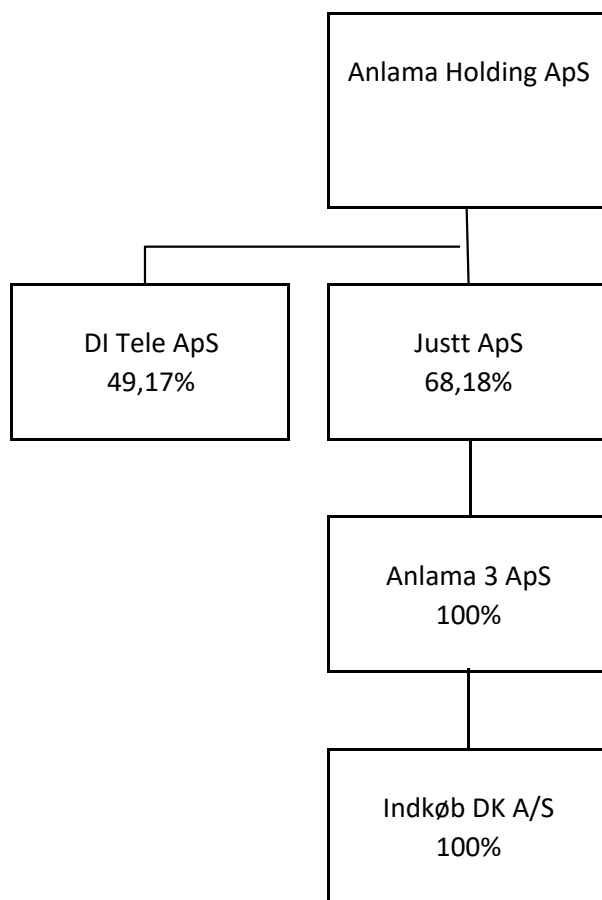 Anlama Holding ApS
DI Tele ApS
49,17%
Justt ApS
68,18%
Anlama 3 ApS
100%
Indkøb DK A/S
100%